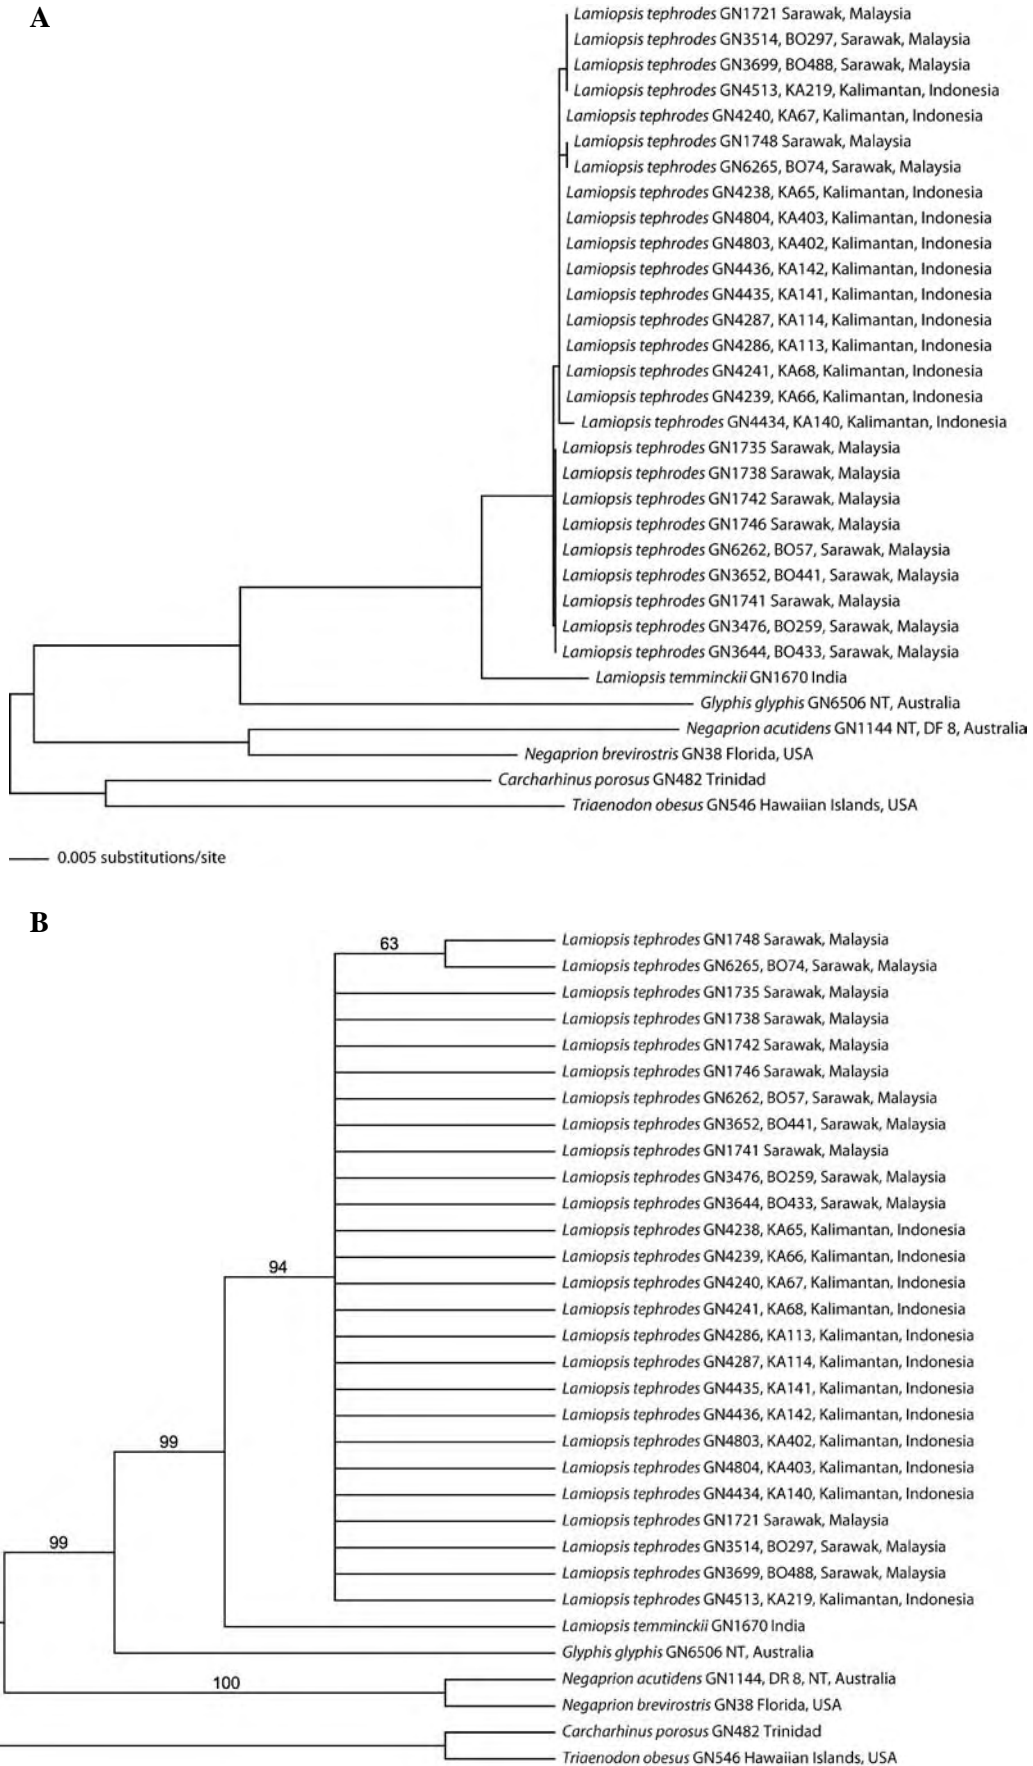 A
Lamiopsis tephrodes GN1721 Sarawak, Malaysia
Lamiopsis tephrodes GN3514, BO297, Sarawak, Malaysia
Lamiopsis tephrodes GN3699, BO488, Sarawak, Malaysia
Lamiopsis tephrodes GN4513, KA219, Kalimantan, Indonesia
Lamiopsis tephrodes GN4240, KA67, Kalimantan, Indonesia
Lamiopsis tephrodes GN1748 Sarawak, Malaysia
Lamiopsis tephrodes GN6265, BO74, Sarawak, Malaysia
Lamiopsis tephrodes GN4238, KA65, Kalimantan, Indonesia
Lamiopsis tephrodes GN4804, KA403, Kalimantan, Indonesia
Lamiopsis tephrodes GN4803, KA402, Kalimantan, Indonesia
Lamiopsis tephrodes GN4436, KA142, Kalimantan, Indonesia
Lamiopsis tephrodes GN4435, KA141, Kalimantan, Indonesia
Lamiopsis tephrodes GN4287, KA114, Kalimantan, Indonesia
Lamiopsis tephrodes GN4286, KA113, Kalimantan, Indonesia
Lamiopsis tephrodes GN4241, KA68, Kalimantan, Indonesia
Lamiopsis tephrodes GN4239, KA66, Kalimantan, Indonesia
Lamiopsis tephrodes GN4434, KA140, Kalimantan, Indonesia
Lamiopsis tephrodes GN1735 Sarawak, Malaysia
Lamiopsis tephrodes GN1738 Sarawak, Malaysia
Lamiopsis tephrodes GN1742 Sarawak, Malaysia
Lamiopsis tephrodes GN1746 Sarawak, Malaysia
Lamiopsis tephrodes GN6262, BO57, Sarawak, Malaysia
Lamiopsis tephrodes GN3652, BO441, Sarawak, Malaysia
Lamiopsis tephrodes GN1741 Sarawak, Malaysia
Lamiopsis tephrodes GN3476, BO259, Sarawak, Malaysia
Lamiopsis tephrodes GN3644, BO433, Sarawak, Malaysia
Lamiopsis temminckii GN1670 India
Glyphis glyphis GN6506 NT, Australia
Negaprion acutidens GN1144 NT, DF 8, Australia
Negaprion brevirostris GN38 Florida, USA
Carcharhinus porosus GN482 Trinidad
Triaenodon obesus GN546 Hawaiian Islands, USA
0.005 substitutions/site
B
63
Lamiopsis tephrodes GN1748 Sarawak, Malaysia
Lamiopsis tephrodes GN6265, BO74, Sarawak, Malaysia
Lamiopsis tephrodes GN1735 Sarawak, Malaysia
Lamiopsis tephrodes GN1738 Sarawak, Malaysia
Lamiopsis tephrodes GN1742 Sarawak, Malaysia
Lamiopsis tephrodes GN1746 Sarawak, Malaysia
Lamiopsis tephrodes GN6262, BO57, Sarawak, Malaysia
Lamiopsis tephrodes GN3652, BO441, Sarawak, Malaysia
Lamiopsis tephrodes GN1741 Sarawak, Malaysia
Lamiopsis tephrodes GN3476, BO259, Sarawak, Malaysia
Lamiopsis tephrodes GN3644, BO433, Sarawak, Malaysia
Lamiopsis tephrodes GN4238, KA65, Kalimantan, Indonesia
Lamiopsis tephrodes GN4239, KA66, Kalimantan, Indonesia
94
Lamiopsis tephrodes GN4240, KA67, Kalimantan, Indonesia
Lamiopsis tephrodes GN4241, KA68, Kalimantan, Indonesia
Lamiopsis tephrodes GN4286, KA113, Kalimantan, Indonesia
Lamiopsis tephrodes GN4287, KA114, Kalimantan, Indonesia
Lamiopsis tephrodes GN4435, KA141, Kalimantan, Indonesia
Lamiopsis tephrodes GN4436, KA142, Kalimantan, Indonesia
99
Lamiopsis tephrodes GN4803, KA402, Kalimantan, Indonesia
Lamiopsis tephrodes GN4804, KA403, Kalimantan, Indonesia
Lamiopsis tephrodes GN4434, KA140, Kalimantan, Indonesia
Lamiopsis tephrodes GN1721 Sarawak, Malaysia
99
Lamiopsis tephrodes GN3514, BO297, Sarawak, Malaysia
Lamiopsis tephrodes GN3699, BO488, Sarawak, Malaysia
Lamiopsis tephrodes GN4513, KA219, Kalimantan, Indonesia
Lamiopsis temminckii GN1670 India
Glyphis glyphis GN6506 NT, Australia
100
Negaprion acutidens GN1144, DR 8, NT, Australia
Negaprion brevirostris GN38 Florida, USA
Carcharhinus porosus GN482 Trinidad
Triaenodon obesus GN546 Hawaiian Islands, USA